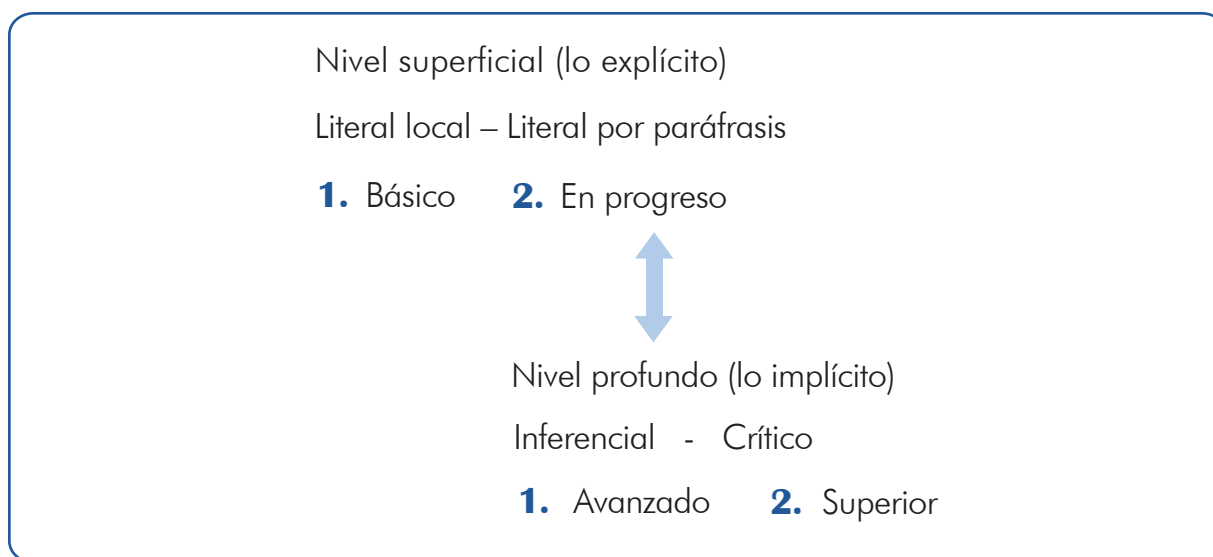 Nivel superficial (lo explícito)
Literal local – Literal por paráfrasis
1. Básico 2. En progreso
Nivel profundo (lo implícito)
Inferencial - Crítico
1. Avanzado 2. Superior